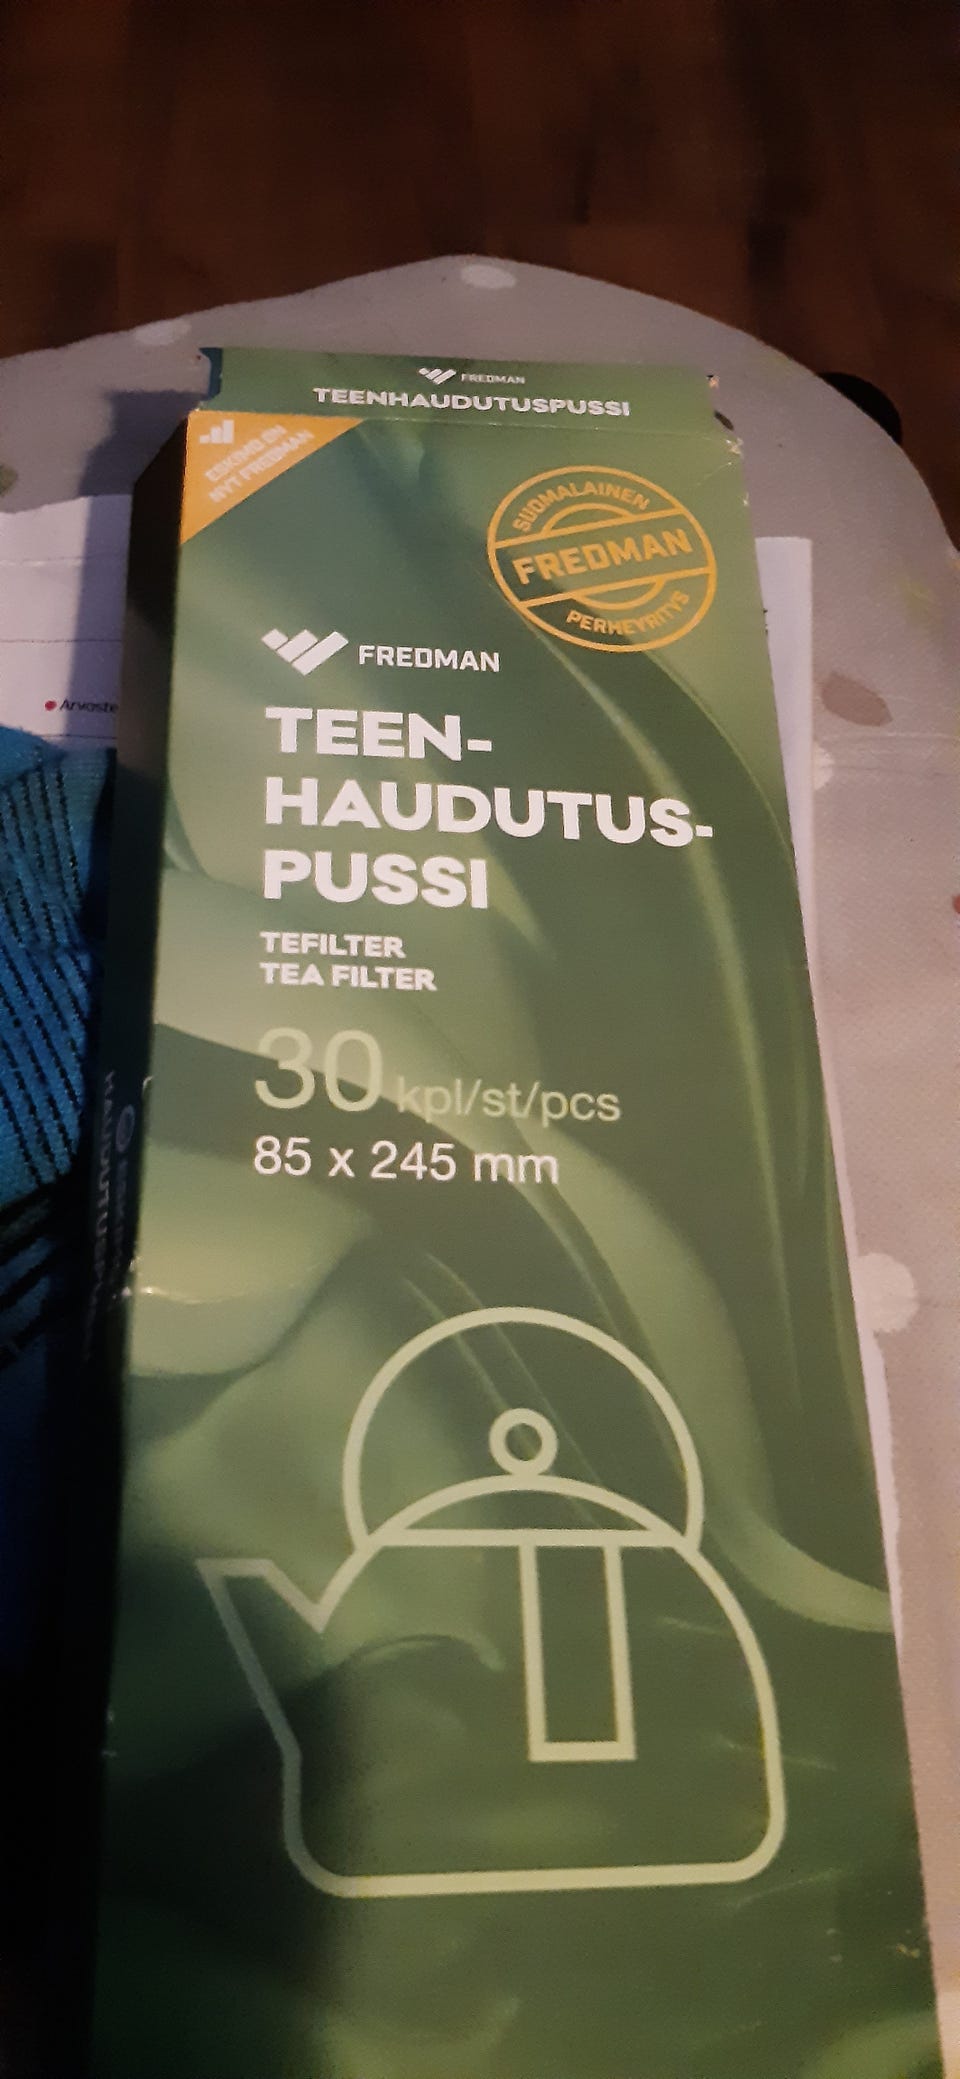 FREDMAN
TEENHAUDUTUSPUSSI
ESKIMO ON
NYT FREDMAN
SUOMALAINEN
FREDMAN
PERHEYRITYS
FREDMAN
TEEN-
HAUDUTUS-
PUSSI
TEFILTER
TEA FILTER
30 kpl/st/pcs
85 x 245 mm
Arvoste